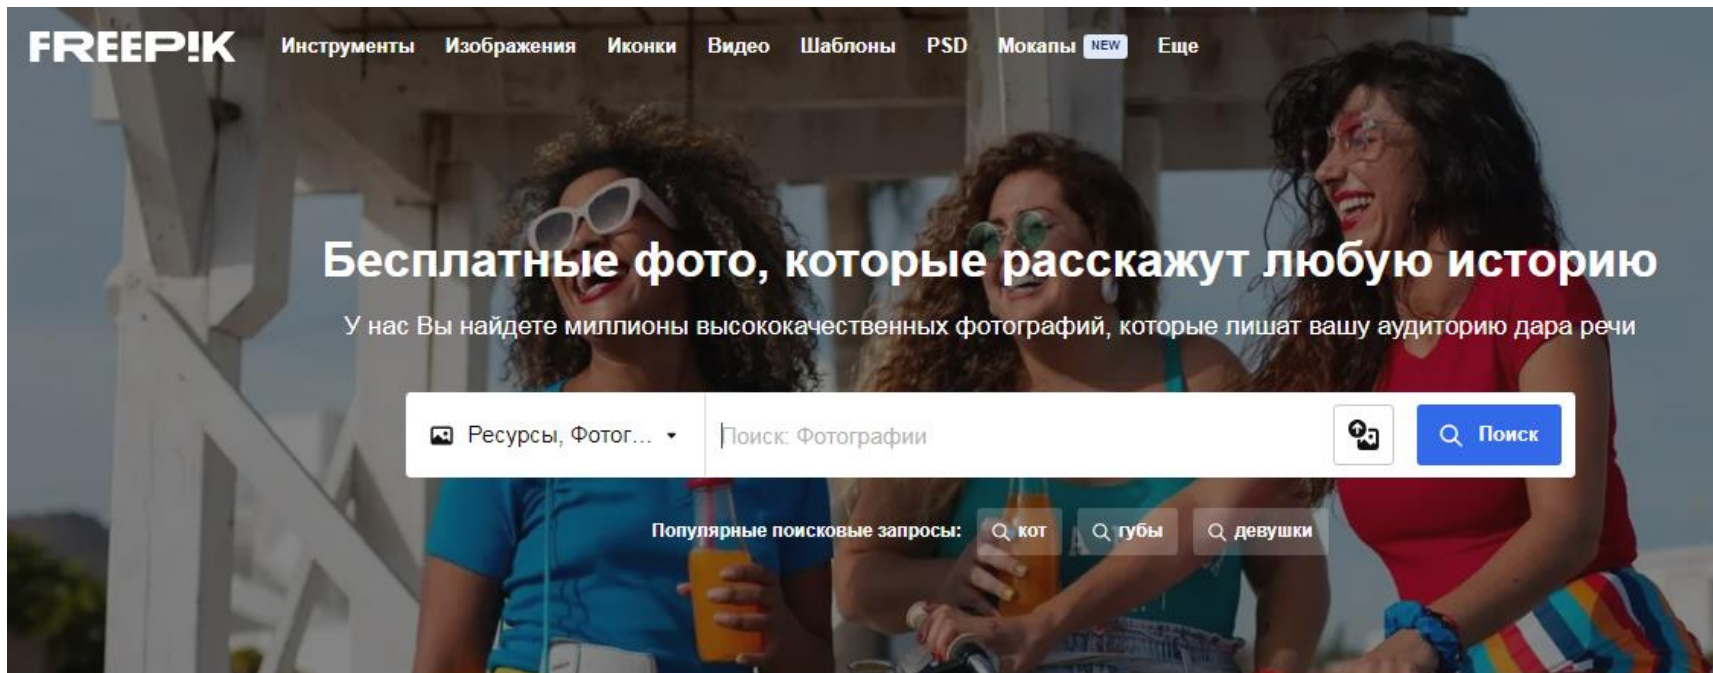 FREEP!K Инструменты Изображения Иконки Видео Шаблоны PSD Мокапы NEW Еще
Бесплатные фото, которые расскажут любую историю
У нас Вы найдете миллионы высококачественных фотографий, которые лишат вашу аудиторию дара речи
Ресурсы, Фотог... Поиск: Фотографии Поиск
Популярные поисковые запросы: кот губы девушки